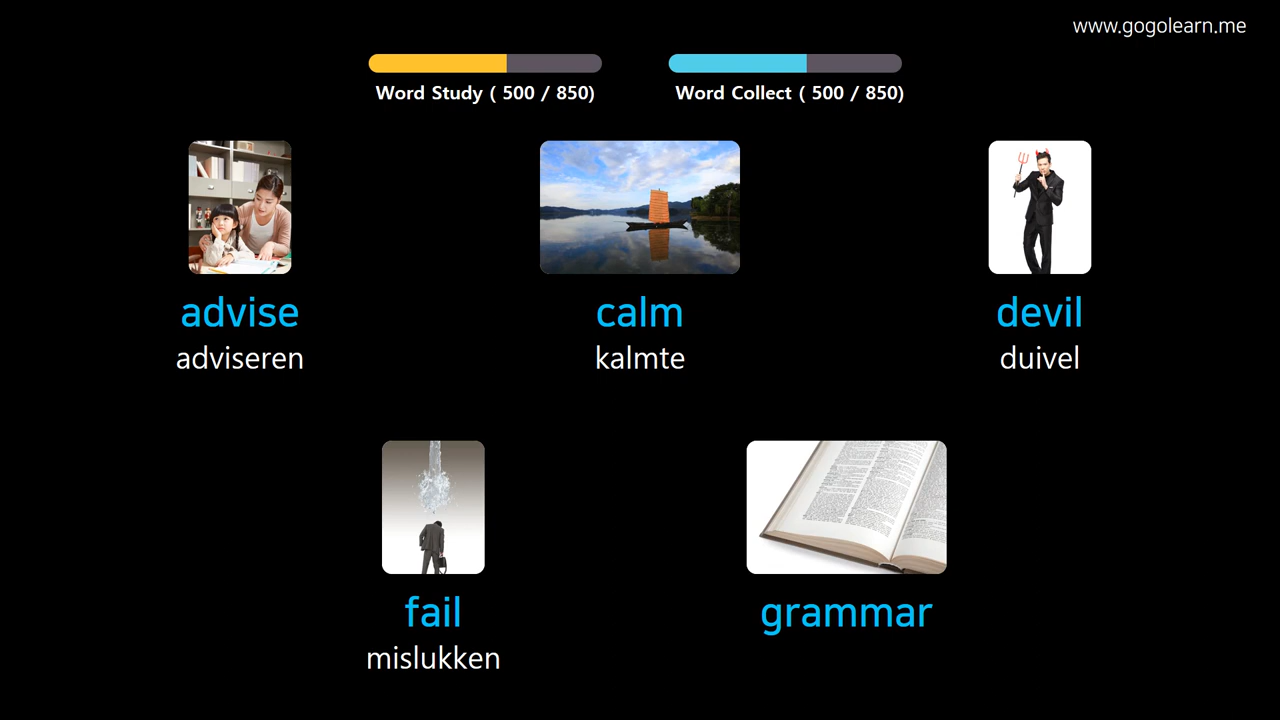 www.gogolearn.me
Word Study ( 500 / 850)
Word Collect ( 500 / 850)
advise
adviseren
calm
kalmte
devil
duivel
fail
mislukken
grammar